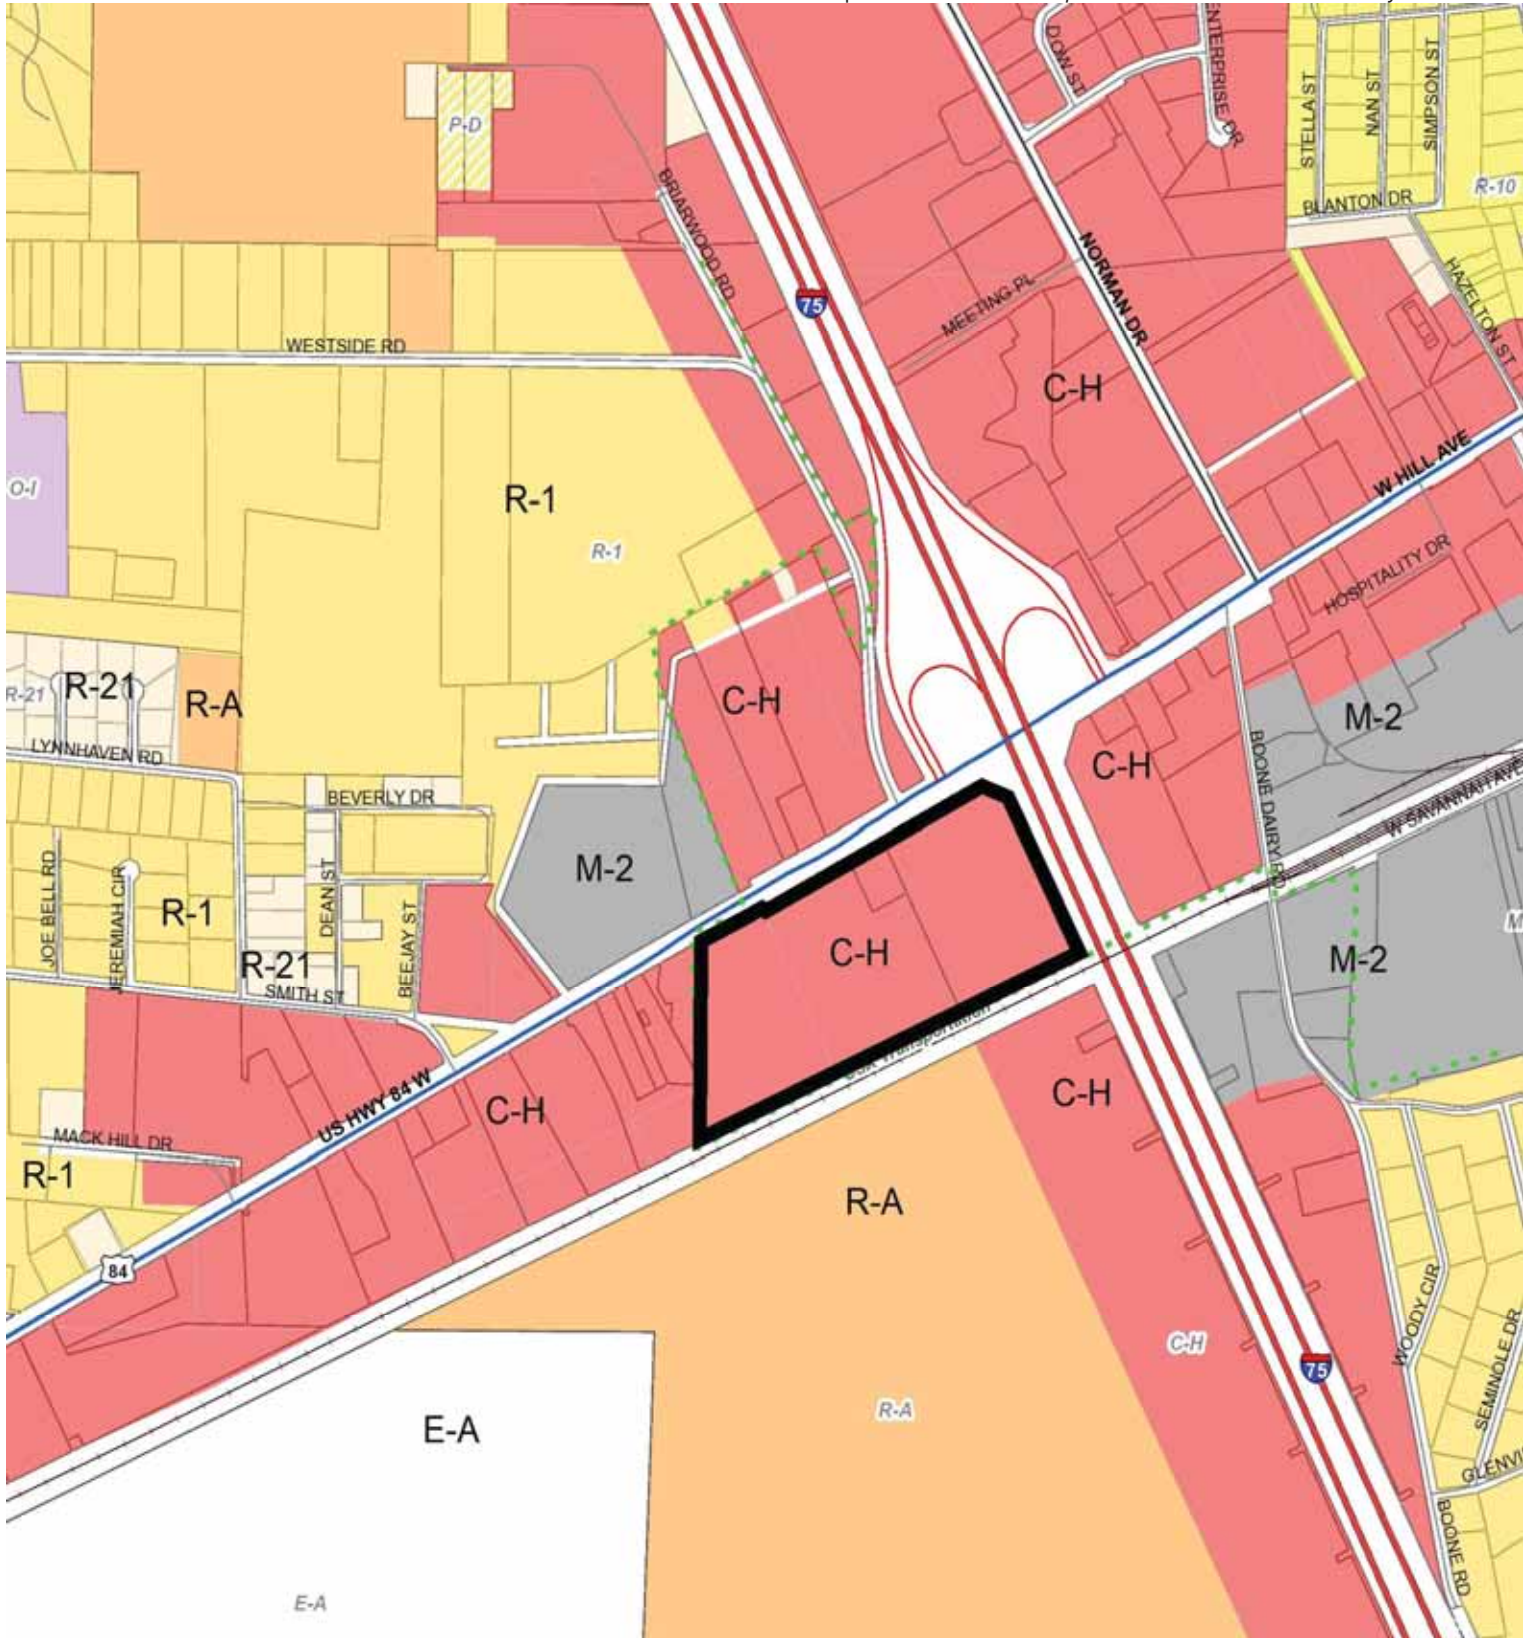 DOW ST
ENTERPRISE DR
STELLA ST
NAN ST
SIMPSON ST
P-D
R-10
BLANTON DR
BRIARWOOD RD
NORMAN DR
HAZELTON ST
75
MEETING PL
WESTSIDE RD
C-H
W HILL AVE
O-I
R-1
R-1
HOSPITALITY DR
R-21
R-21
R-A
C-H
M-2
LYNNHAVEN RD
C-H
BOONE DAIRY RD
W SAVANNAH AVE
BEVERLY DR
M-2
JOE BELL RD
JEREMIAH CIR
R-1
DEAN ST
BEEJAY ST
C-H
M-2
M
R-21
SMITH ST
Transportation
C-H
C-H
US HWY 84 W
MACK HILL DR
R-1
R-A
84
WOODY CIR
C-H
SEMINOLE DR
75
R-A
E-A
GLENVI
BOONE RD
E-A